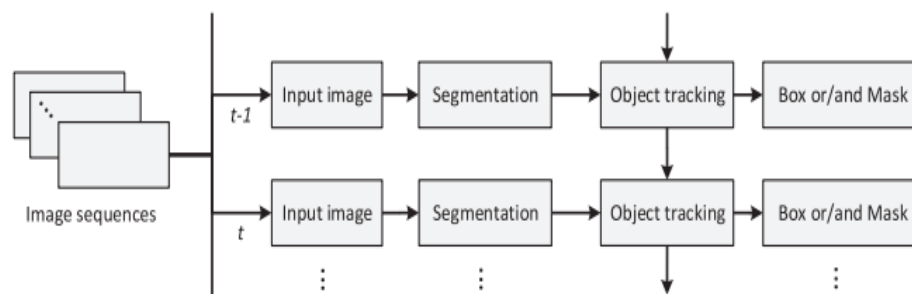 Input image Segmentation Object tracking Box or/and Mask
t-1
Input image Segmentation Object tracking Box or/and Mask
t
Image sequences